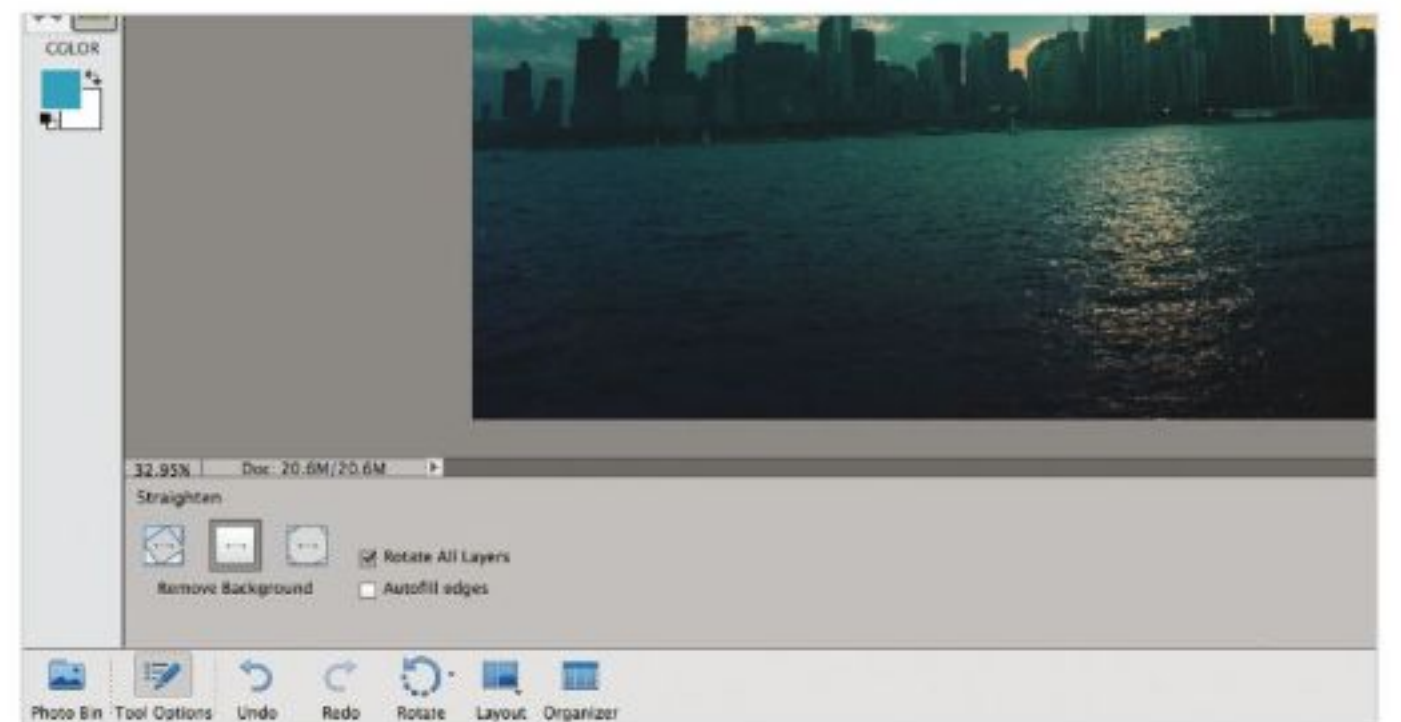 COLOR
32.95% Doc: 20.6M/20.6M
Straighten
Rotate All Layers
Remove Background Autofill edges
Photo Bin Tool Options Undo Redo Rotate Layout Organizer